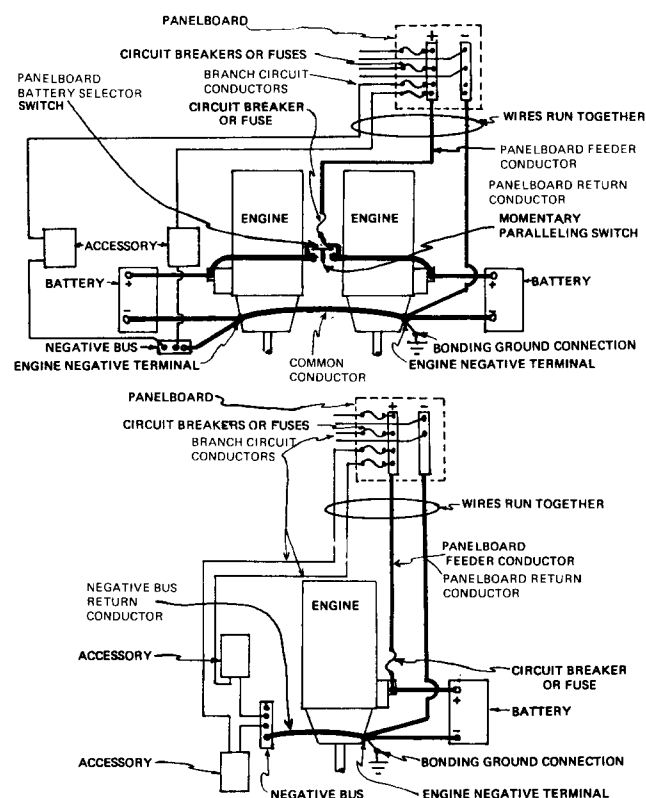 PANELBOARD
CIRCUIT BREAKERS OR FUSES
PANELBOARD
BATTERY SELECTOR
SWITCH
BRANCH CIRCUIT
CONDUCTORS
CIRCUIT BREAKER
OR FUSE
+
-
WIRES RUN TOGETHER
PANELBOARD FEEDER
CONDUCTOR
PANELBOARD RETURN
CONDUCTOR
MOMENTARY
PARALLELING SWITCH
ENGINE
ENGINE
ACCESSORY
BATTERY
+
-
BATTERY
+
-
NEGATIVE BUS
ENGINE NEGATIVE TERMINAL
COMMON
CONDUCTOR
BONDING GROUND CONNECTION
ENGINE NEGATIVE TERMINAL
PANELBOARD
CIRCUIT BREAKERS OR FUSES
BRANCH CIRCUIT
CONDUCTORS
+
-
WIRES RUN TOGETHER
PANELBOARD
FEEDER CONDUCTOR
PANELBOARD RETURN
CONDUCTOR
NEGATIVE BUS
RETURN
CONDUCTOR
ENGINE
ACCESSORY
CIRCUIT BREAKER
OR FUSE
+
-
BATTERY
ACCESSORY
BONDING GROUND CONNECTION
NEGATIVE BUS
ENGINE NEGATIVE TERMINAL